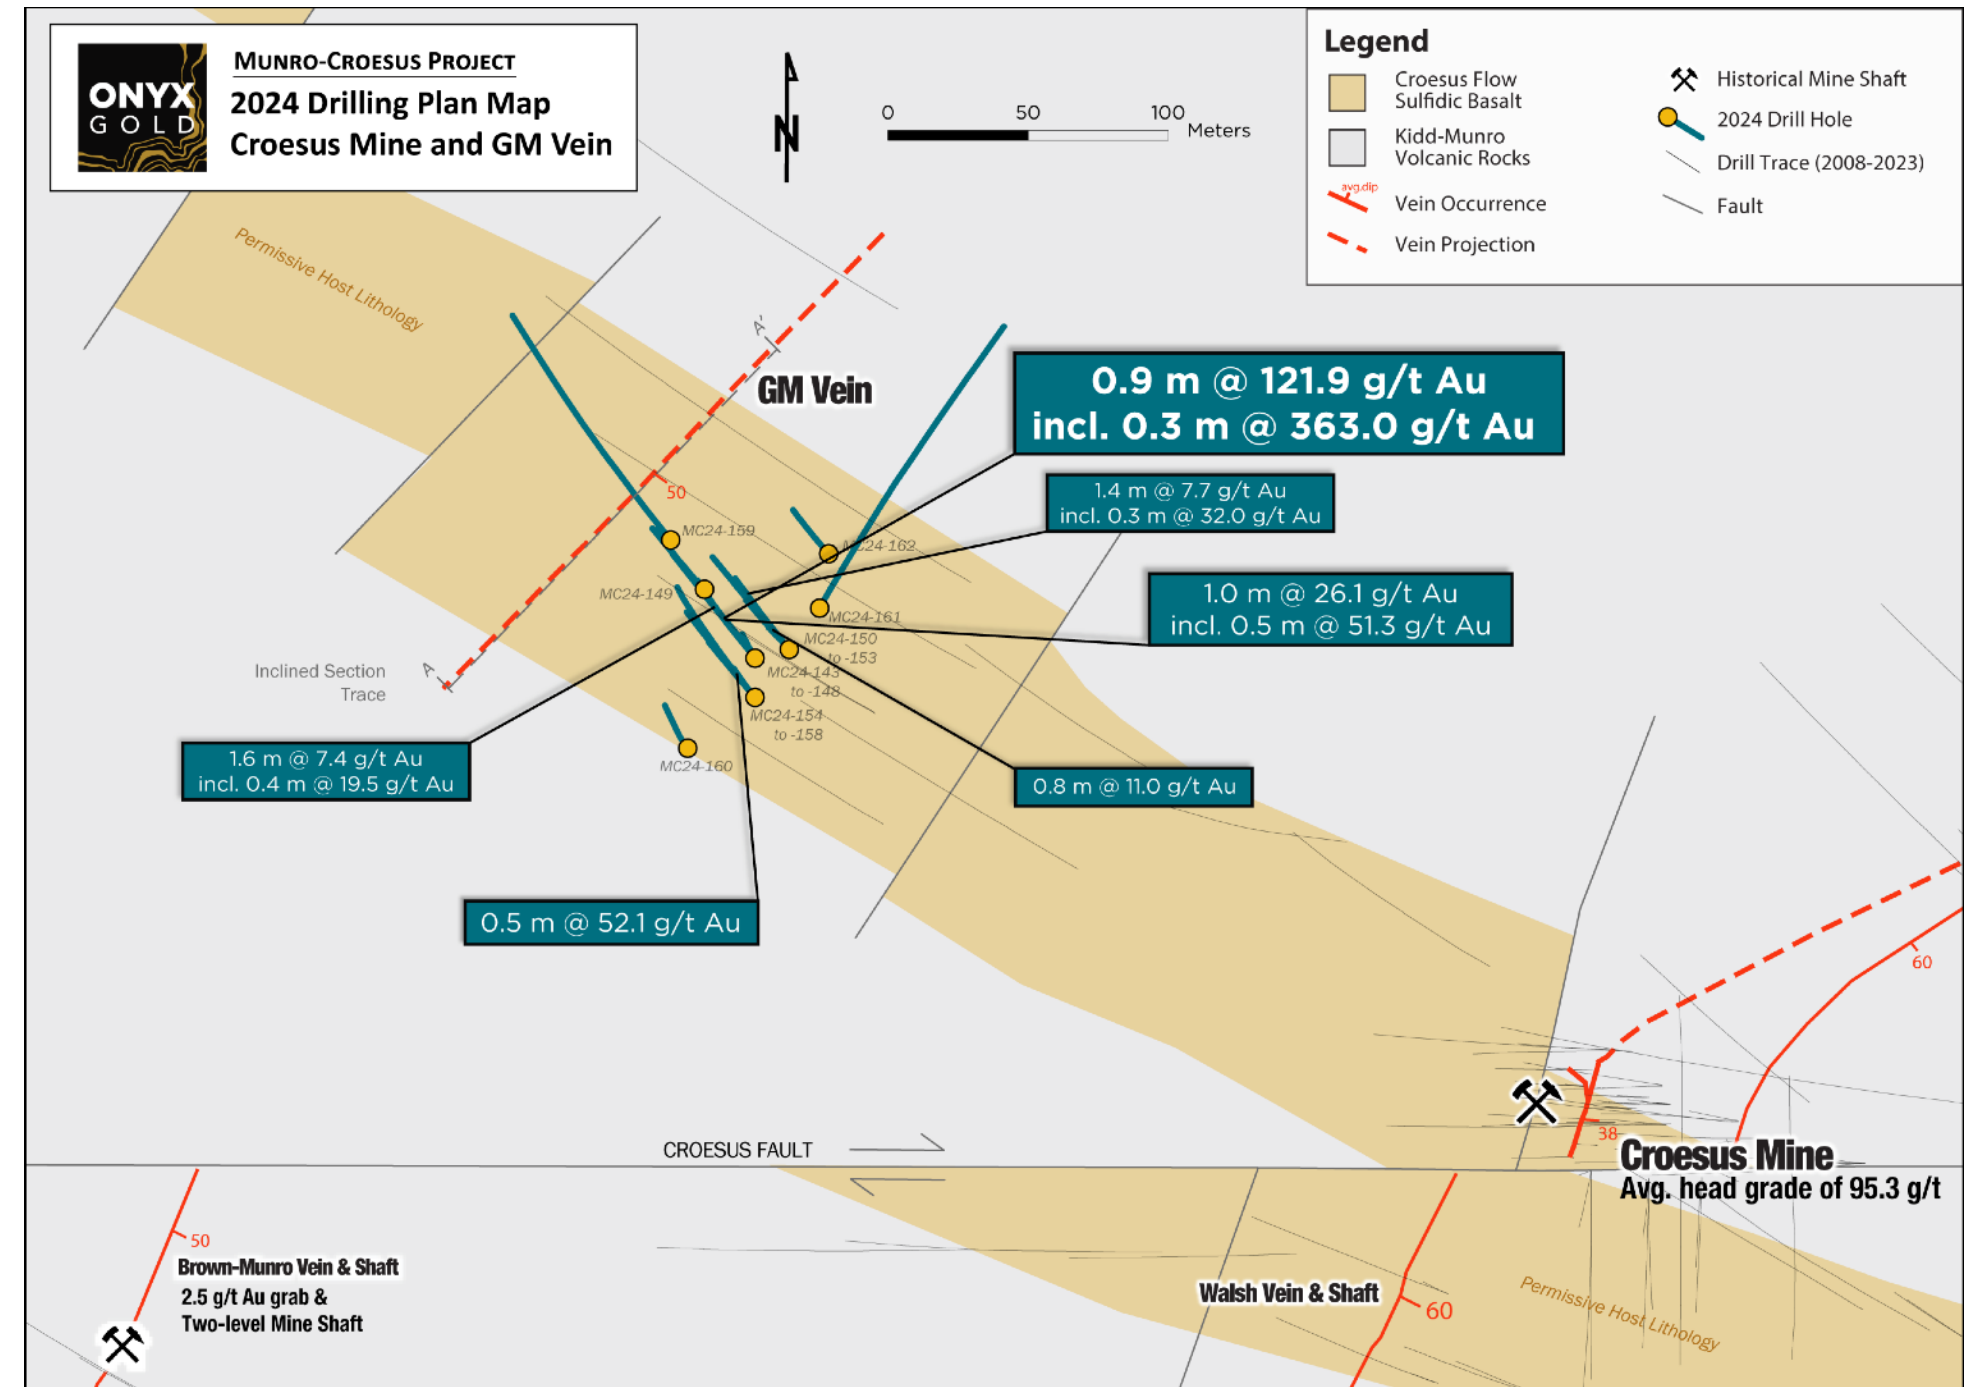 ONYX
GOLD
MUNRO-CROESUS PROJECT
2024 Drilling Plan Map
Croesus Mine and GM Vein
N
0 50 100
Meters
Legend
Croesus Flow
Sulfidic Basalt
Kidd-Munro
Volcanic Rocks
avg.dip
Vein Occurrence
Vein Projection
Historical Mine Shaft
2024 Drill Hole
Drill Trace (2008-2023)
Fault
Permissive Host Lithology
A'
GM Vein
0.9 m @ 121.9 g/t Au
incl. 0.3 m @ 363.0 g/t Au
50
1.4 m @ 7.7 g/t Au
incl. 0.3 m @ 32.0 g/t Au
MC24-159
MC24-162
1.0 m @ 26.1 g/t Au
incl. 0.5 m @ 51.3 g/t Au
MC24-149
MC24-161
MC24-150
to -153
Inclined Section
Trace
A
MC24-143
to -148
MC24-154
to -158
MC24-160
1.6 m @ 7.4 g/t Au
incl. 0.4 m @ 19.5 g/t Au
0.8 m @ 11.0 g/t Au
0.5 m @ 52.1 g/t Au
60
38
CROESUS FAULT
Croesus Mine
Avg. head grade of 95.3 g/t
50
Brown-Munro Vein & Shaft
2.5 g/t Au grab &
Two-level Mine Shaft
Walsh Vein & Shaft
60
Permissive Host Lithology